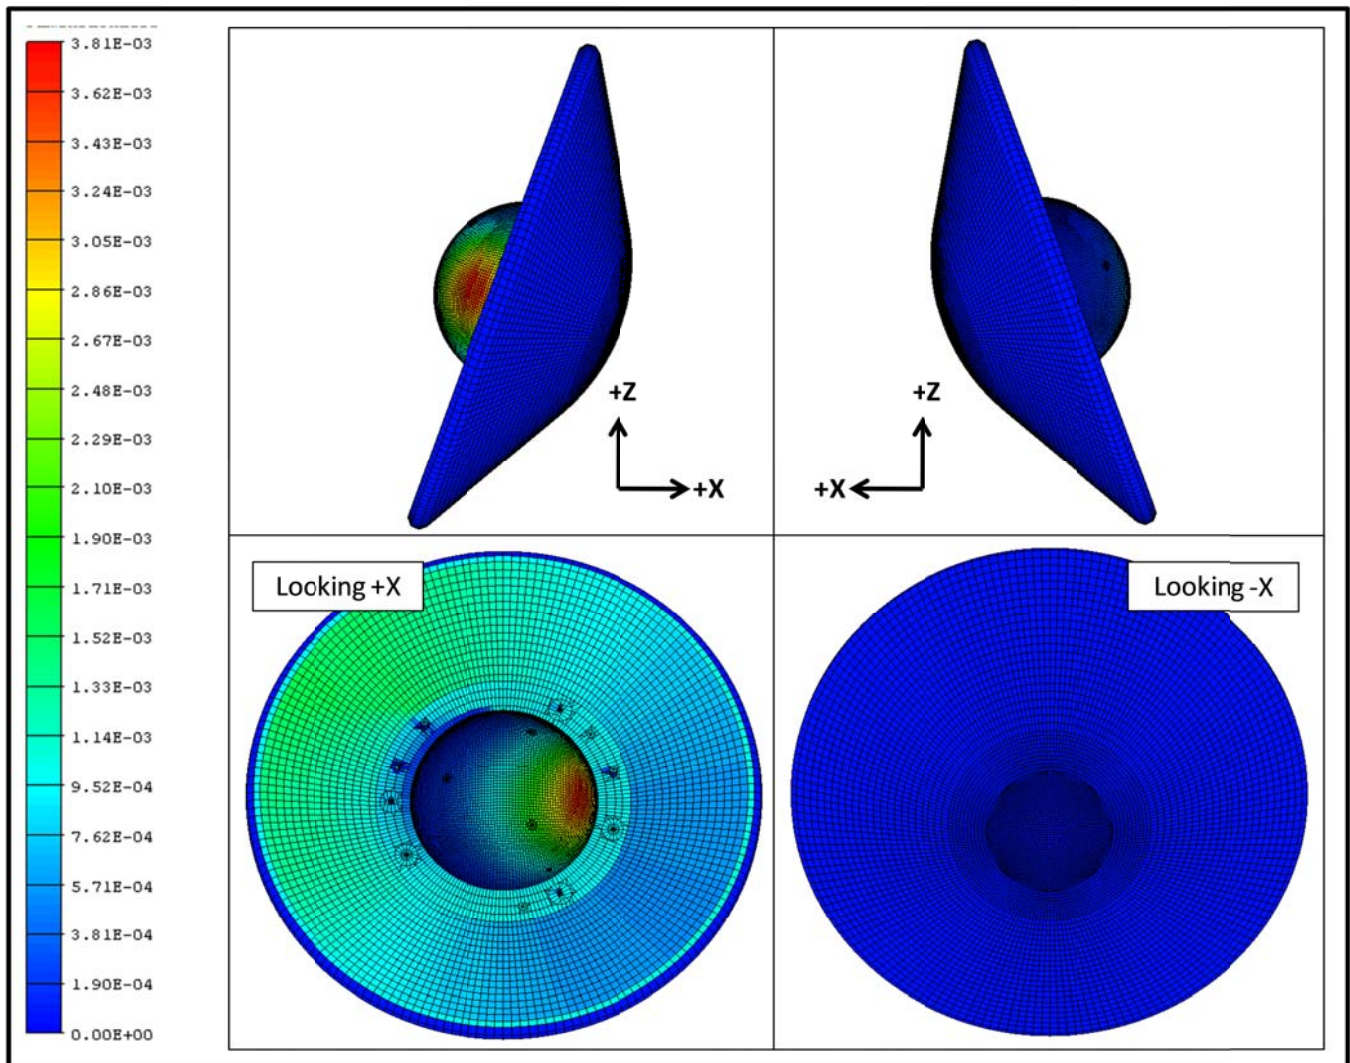 3.81E-03
3.62E-03
3.43E-03
3.24E-03
3.05E-03
2.86E-03
2.67E-03
2.48E-03
2.29E-03
2.10E-03
1.90E-03
1.71E-03
1.52E-03
1.33E-03
1.14E-03
9.52E-04
7.62E-04
5.71E-04
3.81E-04
1.90E-04
0.00E+00
+Z
+X
+Z
+X
Looking +X
Looking -X